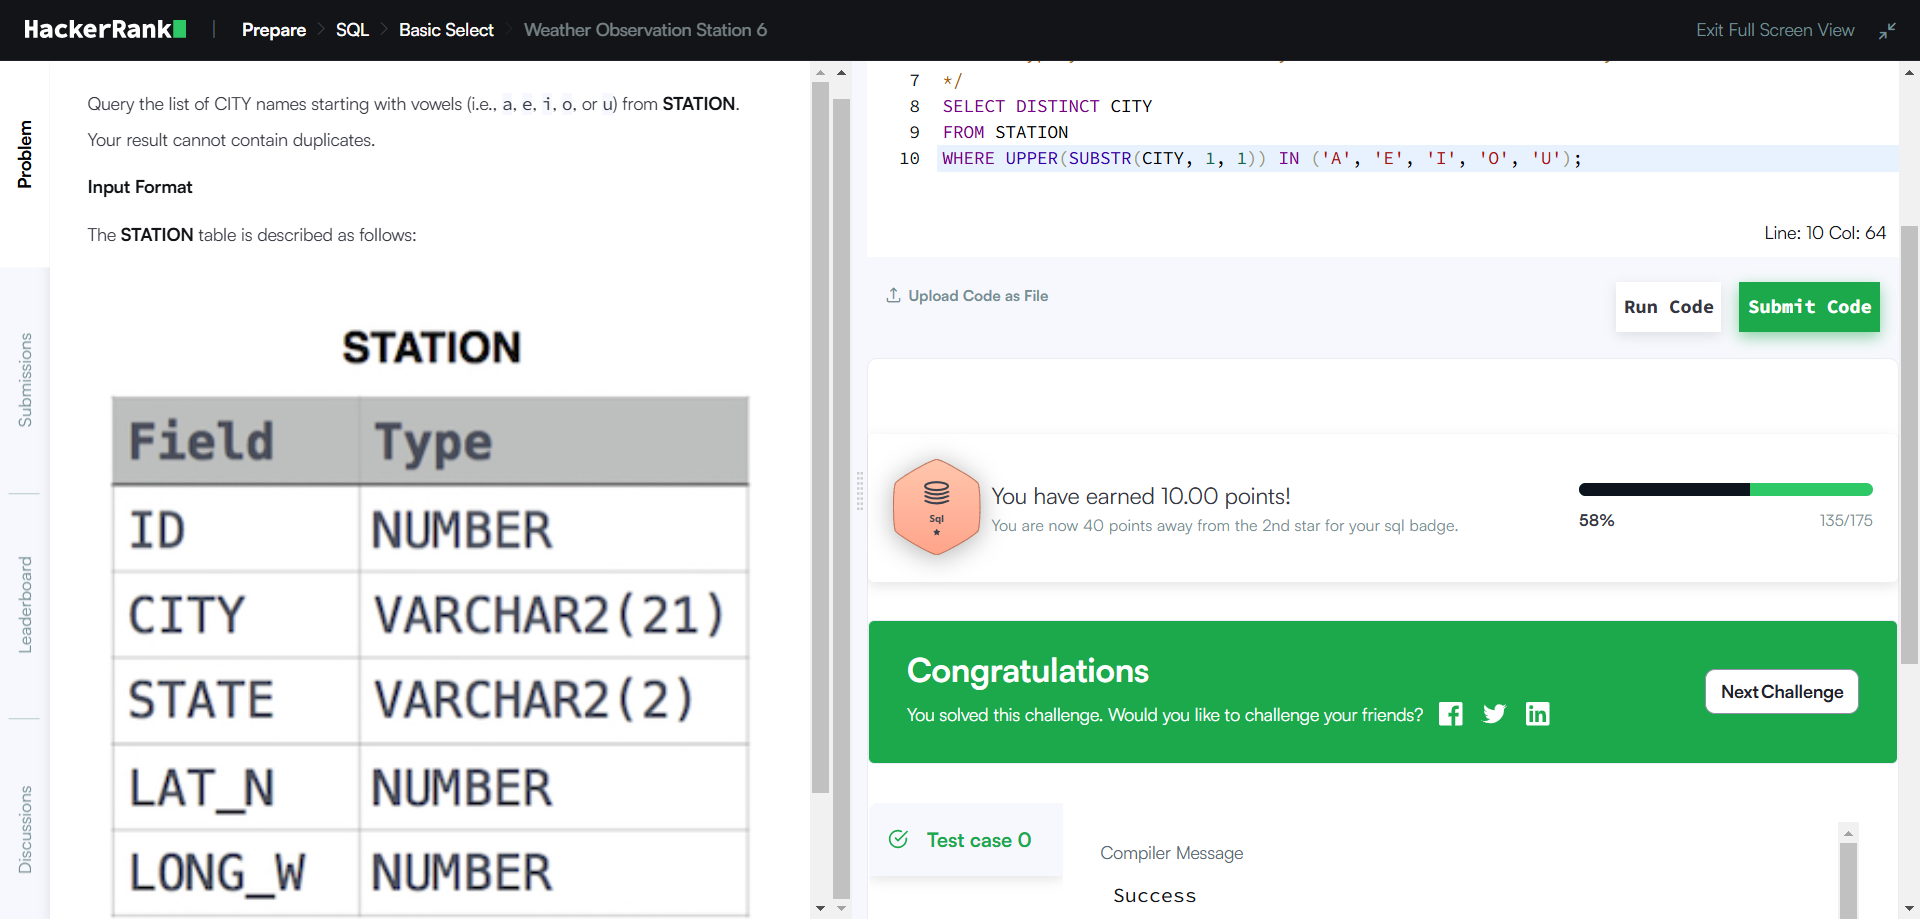 HackerRank
Prepare
SQL
Basic Select
Weather Observation Station 6
Exit Full Screen View
Problem
Submissions
Leaderboard
Discussions
Query the list of CITY names starting with vowels (i.e., a, e, i, o, or u) from STATION.
Your result cannot contain duplicates.
Input Format
The STATION table is described as follows:
STATION
Field Type
ID NUMBER
CITY VARCHAR2(21)
STATE VARCHAR2(2)
LAT_N NUMBER
LONG_W NUMBER
7 */
8 SELECT DISTINCT CITY
9 FROM STATION
10 WHERE UPPER(SUBSTR(CITY, 1, 1)) IN ('A', 'E', 'I', 'O', 'U');
Line: 10 Col: 64
Upload Code as File
Run Code
Submit Code
Sql
You have earned 10.00 points!
You are now 40 points away from the 2nd star for your sql badge.
58%
135/175
Congratulations
You solved this challenge. Would you like to challenge your friends?
Next Challenge
Test case 0
Compiler Message
Success